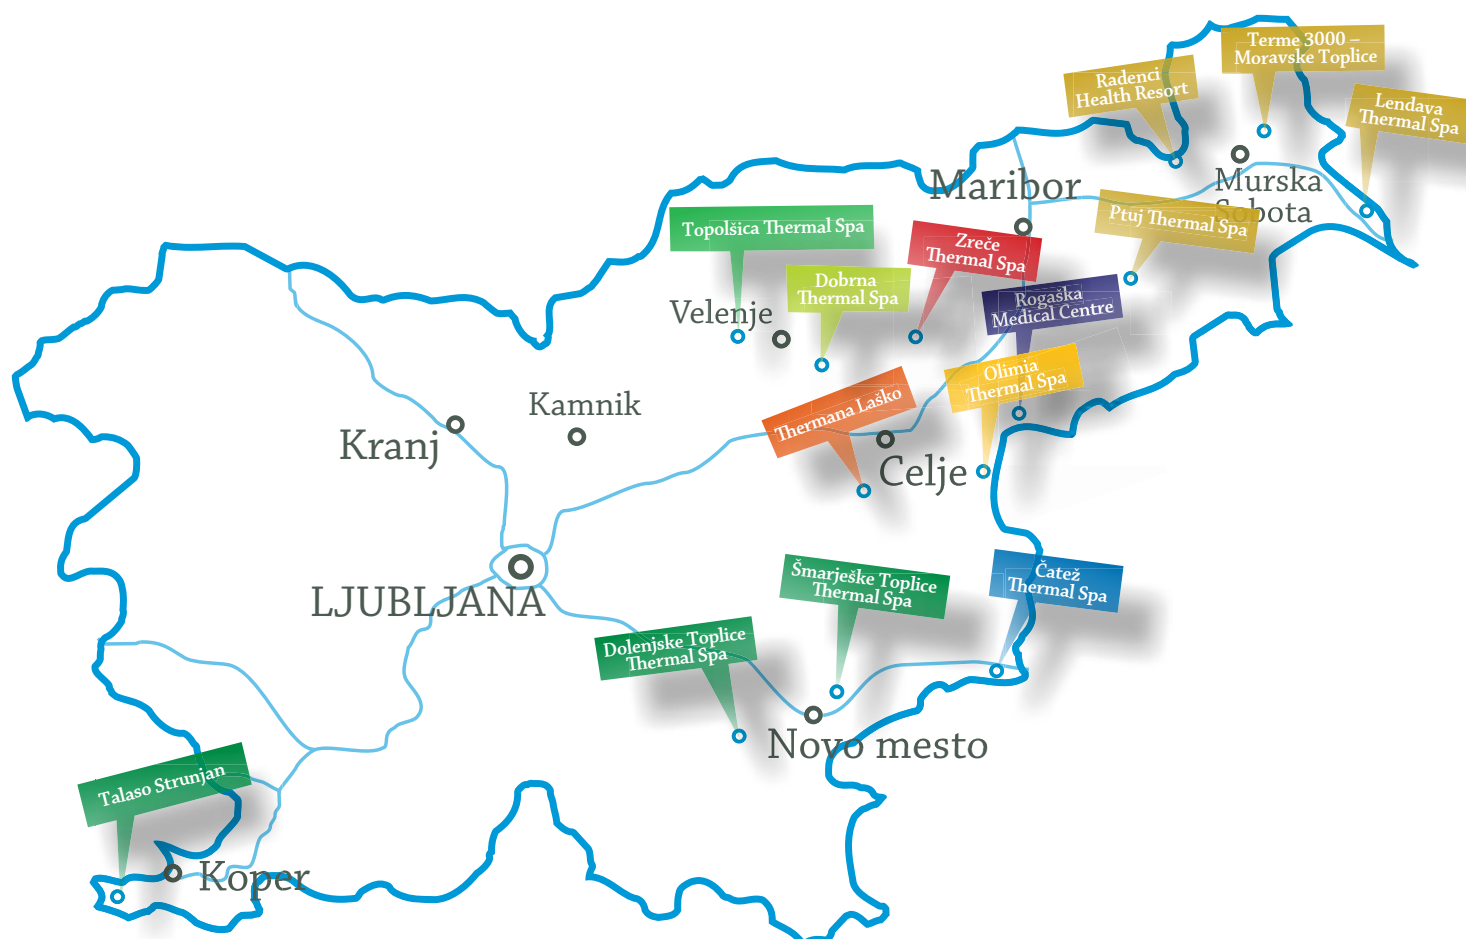 Terme 3000 –
Moravske Toplice
Radenci
Health Resort
Lendava
Thermal Spa
Maribor
Murska
Sobota
Ptuj Thermal Spa
Topolšica Thermal Spa
Zreče
Thermal Spa
Dobrna
Thermal Spa
Rogaška
Medical Centre
Velenje
Olimia
Thermal Spa
Thermana Laško
Kamnik
Kranj
Celje
LJUBLJANA
Šmarješke Toplice
Thermal Spa
Čatež
Thermal Spa
Dolenjske Toplice
Thermal Spa
Novo mesto
Talaso Strunjan
Koper